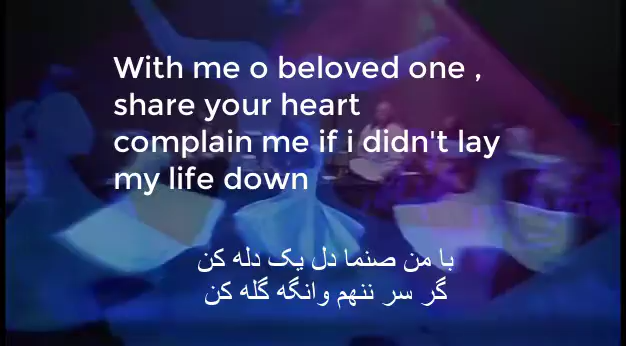 With me o beloved one ,
share your heart
complain me if i didn't lay
my life down
با من صنما دل یک دله کن
گر سر ننهم وانگه گله کن